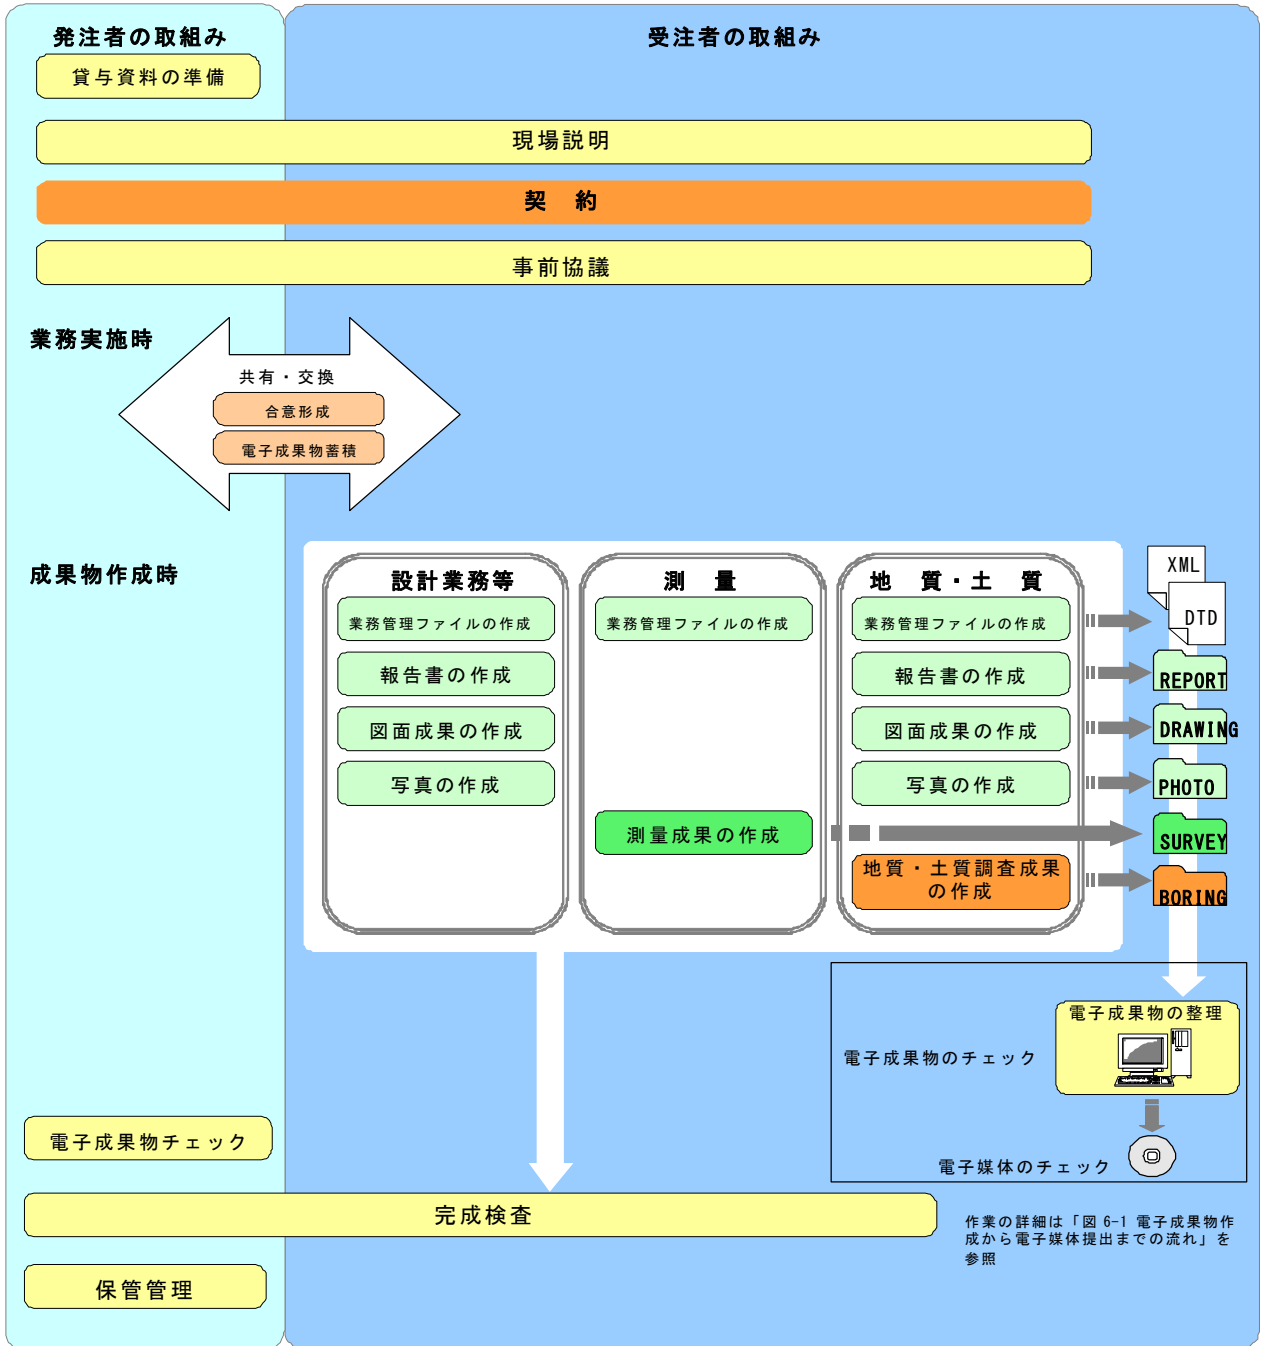 発注者の取組み
受注者の取組み
貸与資料の準備
現場説明
契 約
事前協議
業務実施時
共有・交換
合意形成
電子成果物蓄積
成果物作成時
設計業務等
業務管理ファイルの作成
報告書の作成
図面成果の作成
写真の作成
測 量
業務管理ファイルの作成
測量成果の作成
地 質・土 質
業務管理ファイルの作成
報告書の作成
図面成果の作成
写真の作成
地質・土質調査成果
の作成
XML
DTD
REPORT
DRAWING
PHOTO
SURVEY
BORING
電子成果物の整理
電子成果物のチェック
電子媒体のチェック
電子成果物チェック
完成検査
作業の詳細は「図 6-1 電子成果物作
成から電子媒体提出までの流れ」を
参照
保管管理